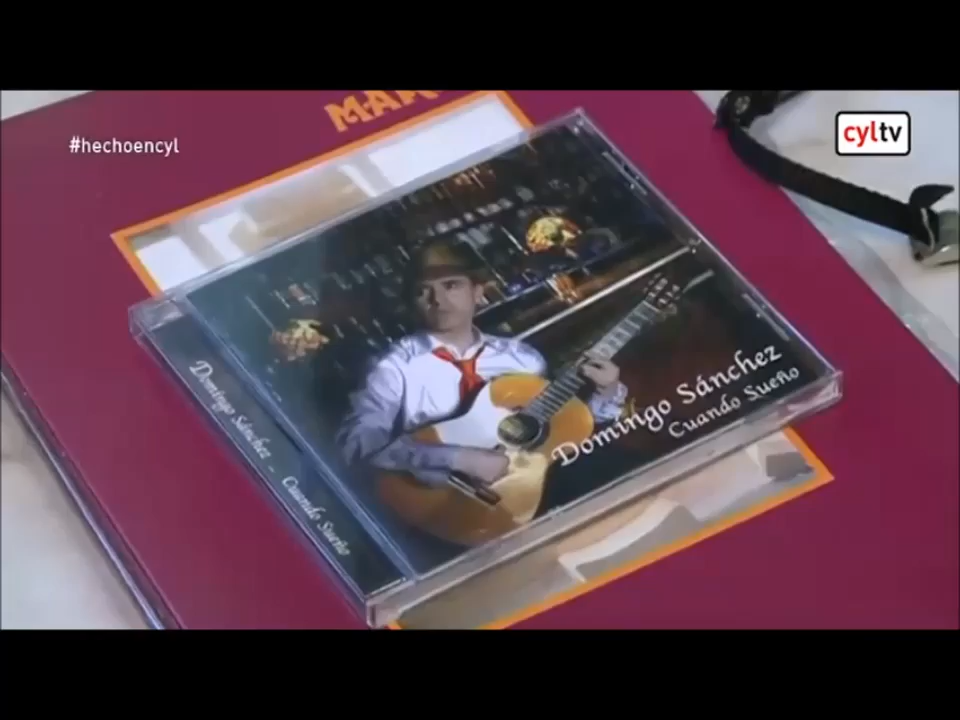 #hechoencyl
cyltv
Domingo Sánchez
Cuando Sueño
Domingo Sánchez - Cuando Sueño